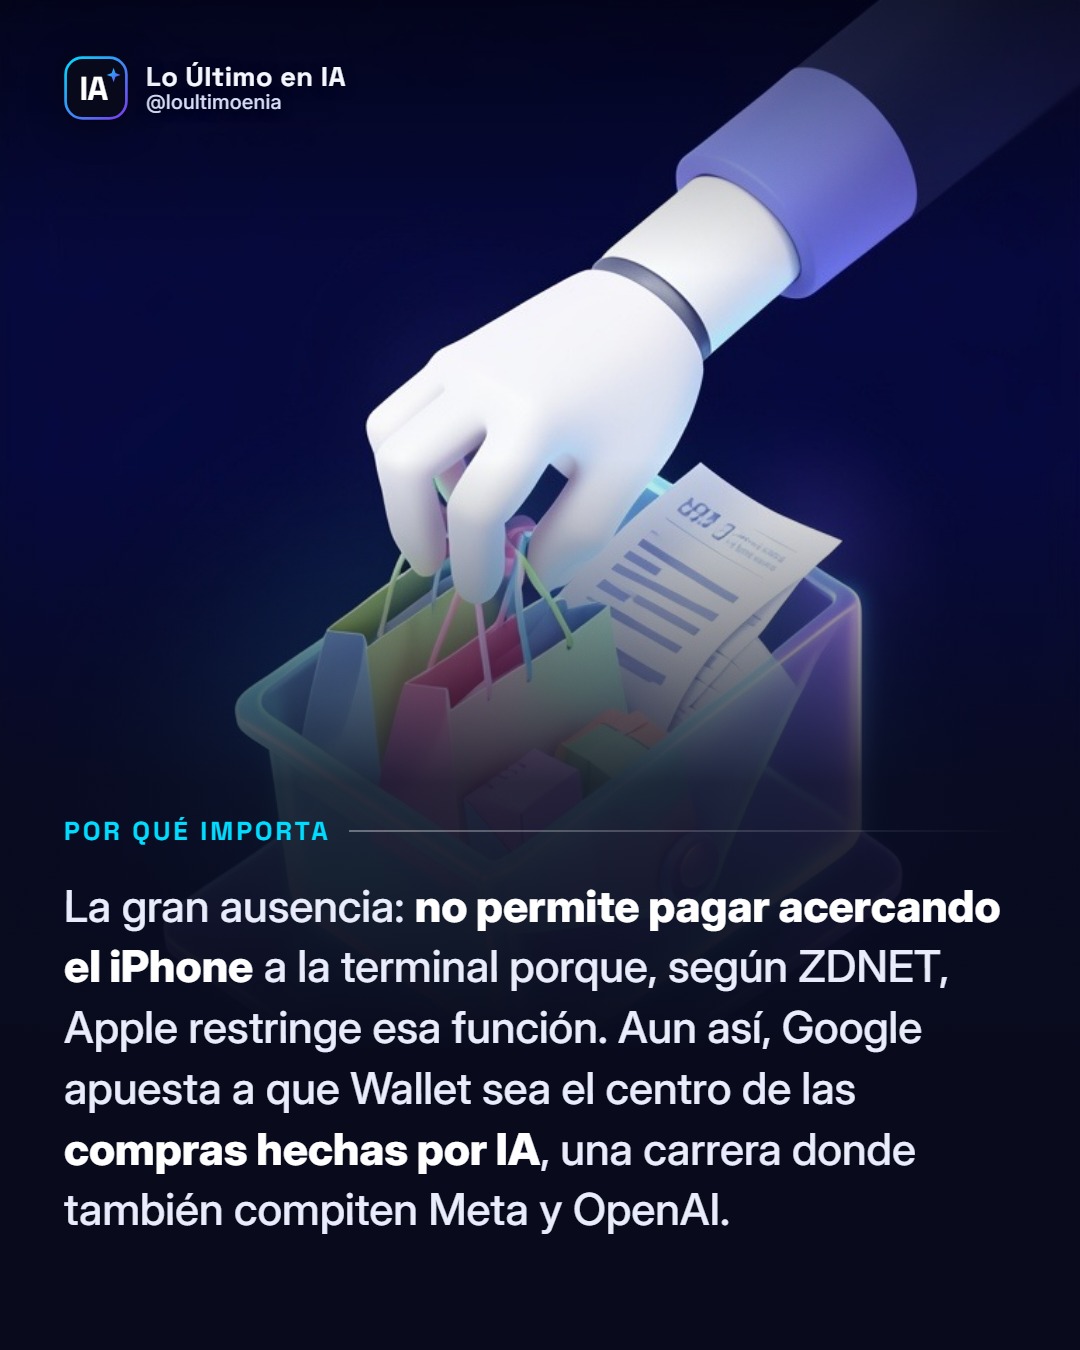 IA
Lo Último en IA
@loultimoenia
POR QUÉ IMPORTA
La gran ausencia: no permite pagar acercando
el iPhone a la terminal porque, según ZDNET,
Apple restringe esa función. Aun así, Google
apuesta a que Wallet sea el centro de las
compras hechas por IA, una carrera donde
también compiten Meta y OpenAI.